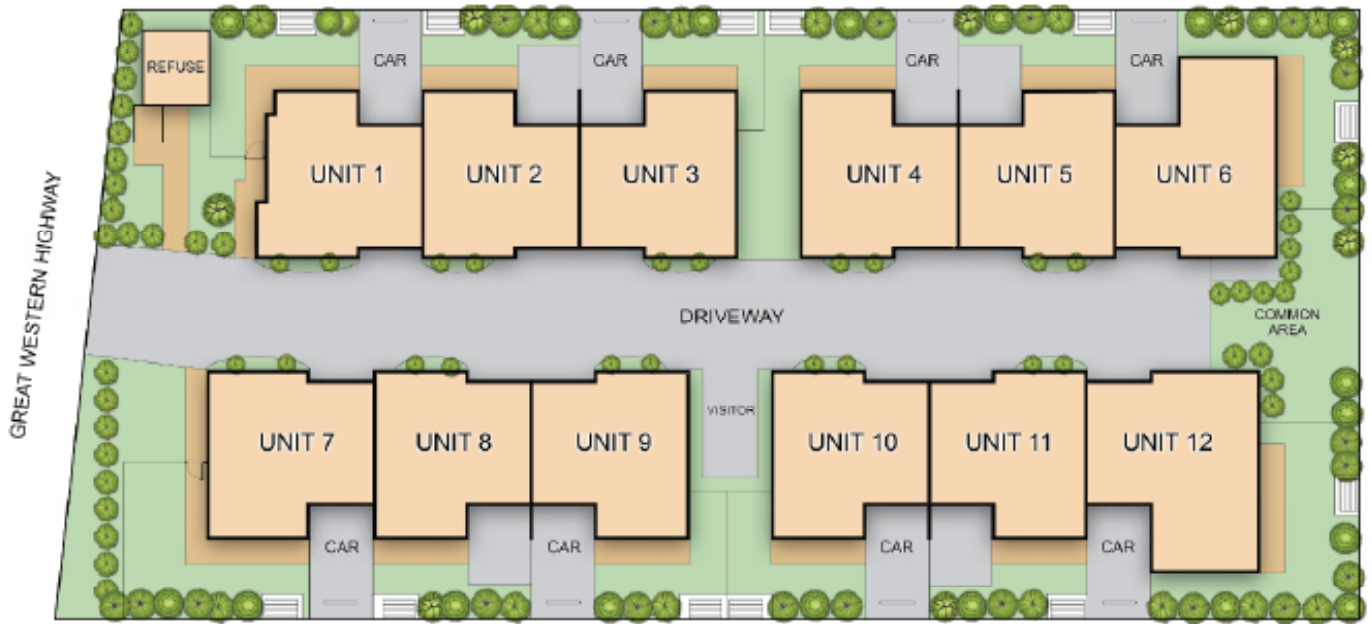 CAR
CAR
CAR
CAR
REFUSE
UNIT 1
UNIT 2
UNIT 3
UNIT 4
UNIT 5
UNIT 6
GREAT WESTERN HIGHWAY
DRIVEWAY
COMMON
AREA
VISITOR
UNIT 7
UNIT 8
UNIT 9
UNIT 10
UNIT 11
UNIT 12
CAR
CAR
CAR
CAR